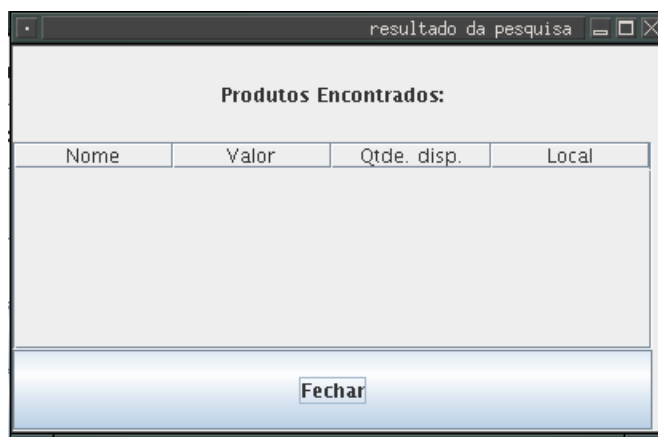 resultado da pesquisa
Produtos Encontrados:
Nome Valor Qtde. disp. Local
Fechar